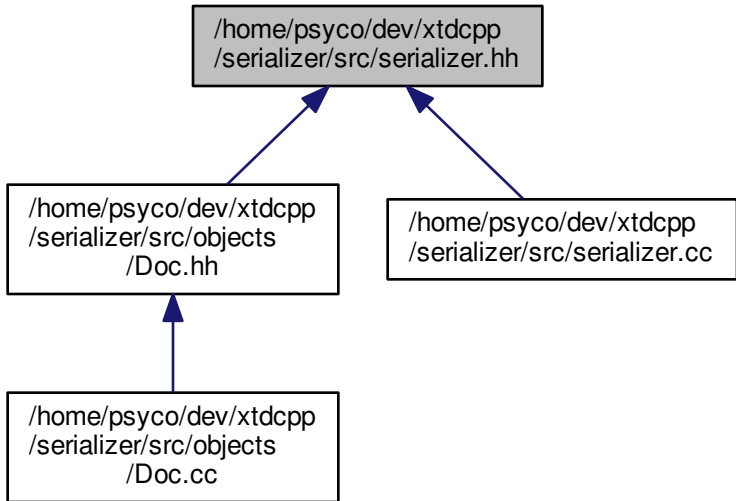 /home/psyco/dev/xtdcpp
/serializer/src/serializer.hh
/home/psyco/dev/xtdcpp
/serializer/src/objects
/Doc.hh
/home/psyco/dev/xtdcpp
/serializer/src/serializer.cc
/home/psyco/dev/xtdcpp
/serializer/src/objects
/Doc.cc